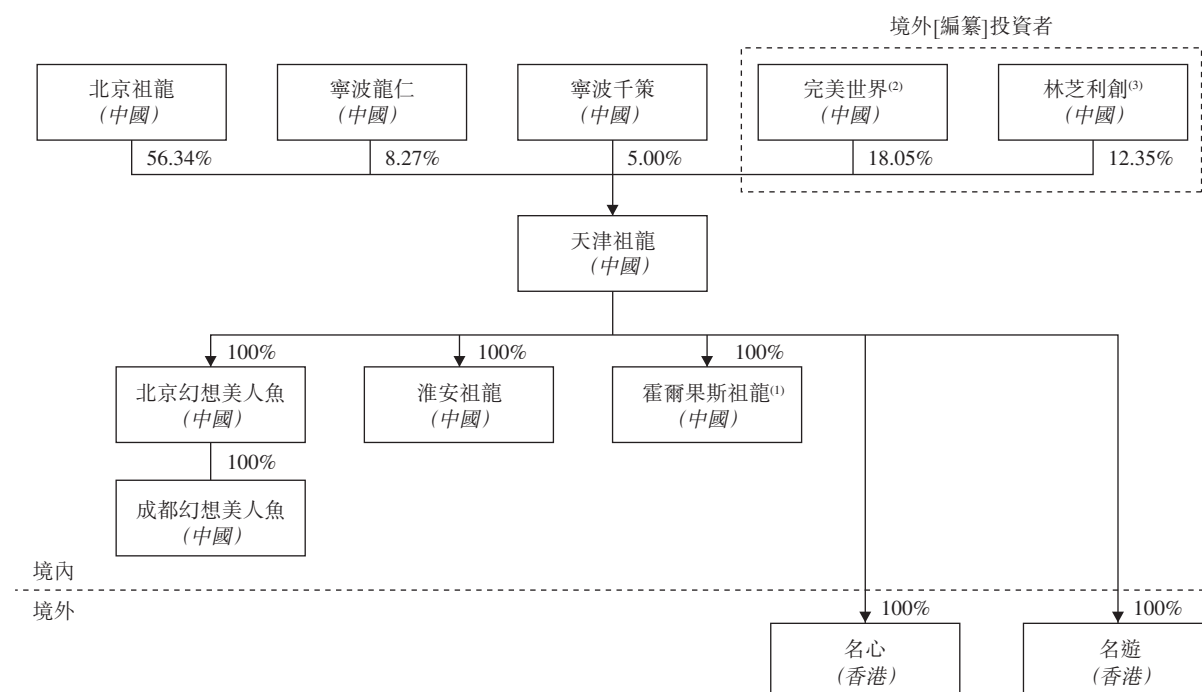 境外[編纂]投資者
北京祖龍
(中國)
寧波龍仁
(中國)
寧波千策
(中國)
完美世界(2)
(中國)
林芝利創(3)
(中國)
56.34%
8.27%
5.00%
18.05%
12.35%
天津祖龍
(中國)
100%
100%
100%
北京幻想美人魚
(中國)
淮安祖龍
(中國)
霍爾果斯祖龍(1)
(中國)
100%
成都幻想美人魚
(中國)
境內
境外
100%
100%
名心
(香港)
名遊
(香港)